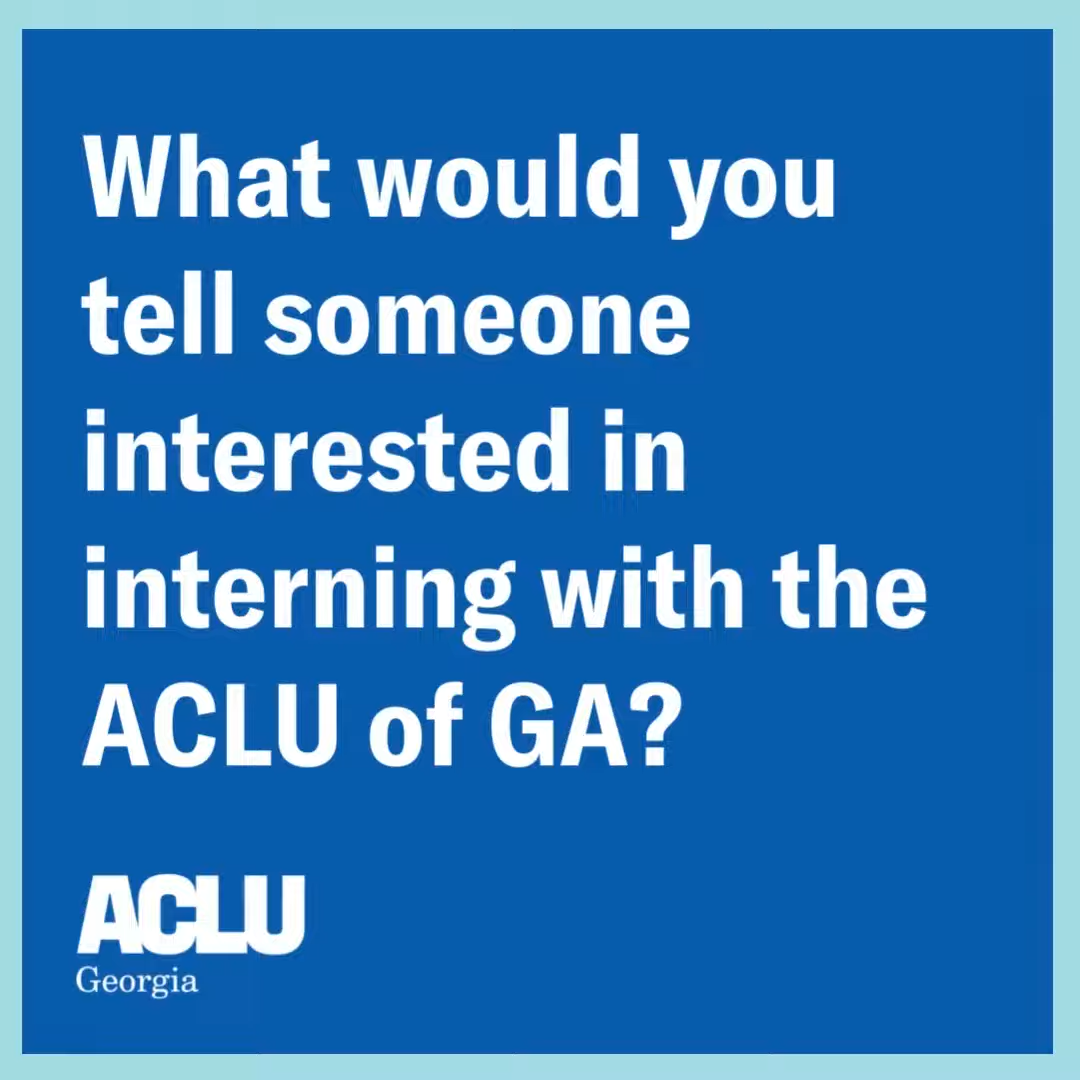 What would you
tell someone
interested in
interning with the
ACLU of GA?
ACLU
Georgia